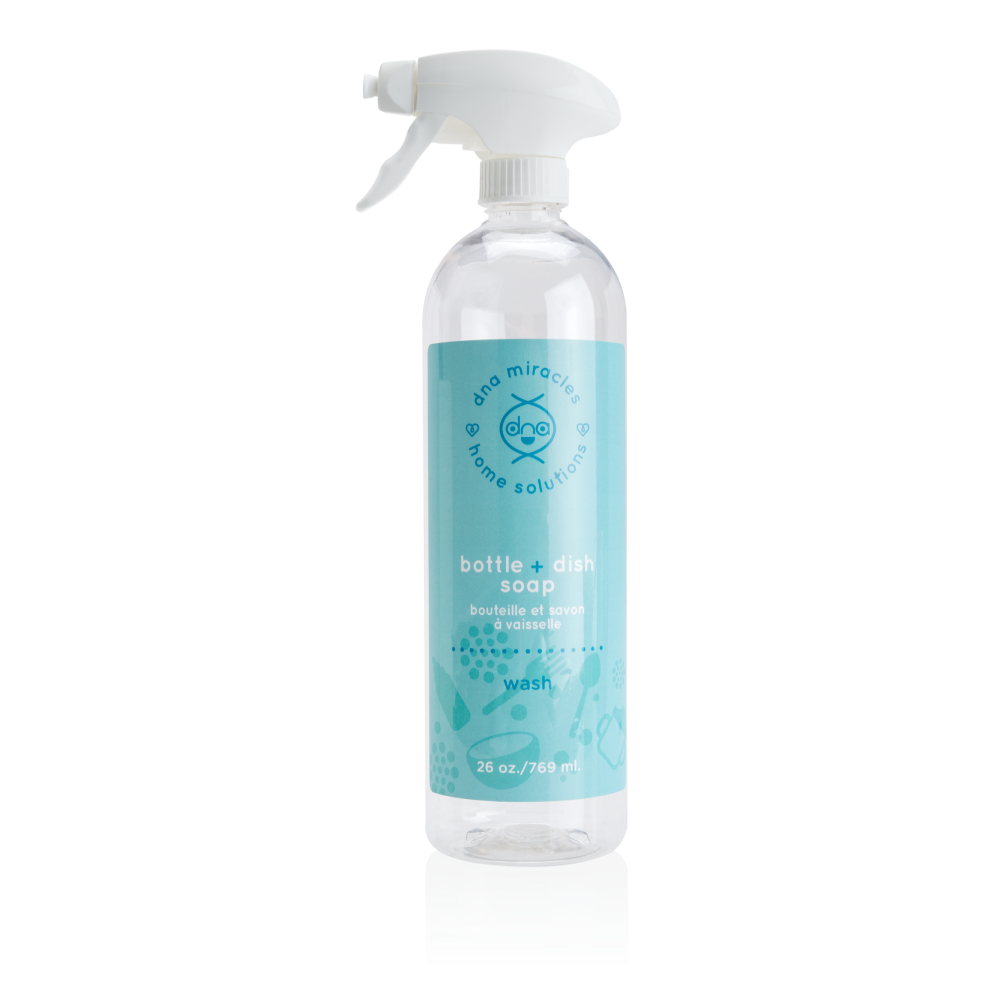 dna miracles
dna
home solutions
bottle + dish
soap
bouteille et savon
à vaisselle
wash
26 oz./769 ml.